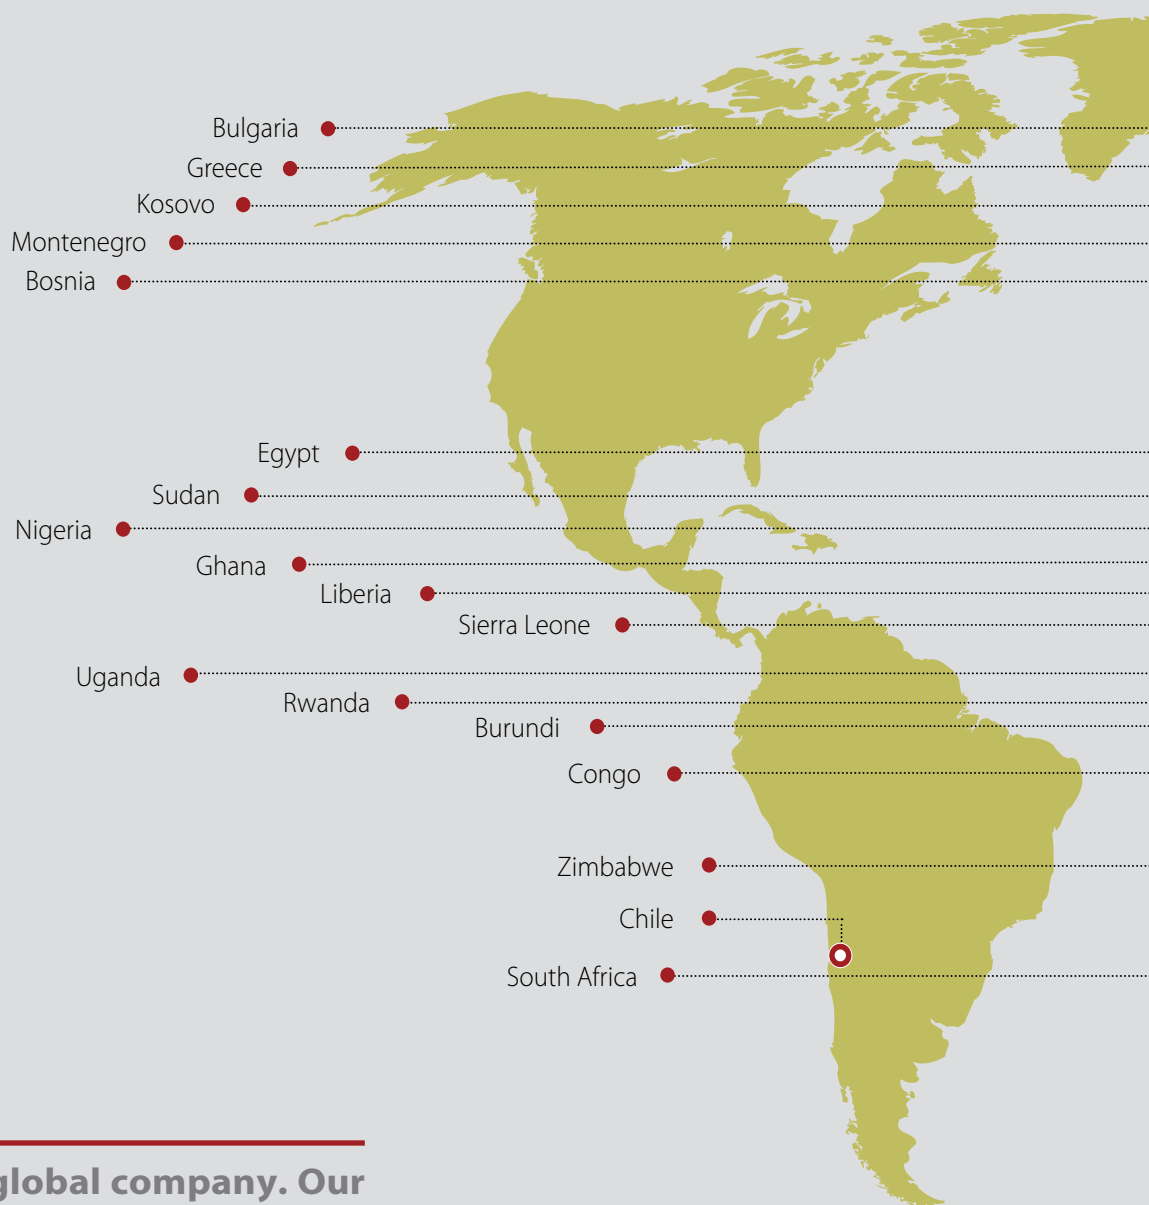 Bulgaria
Greece
Kosovo
Montenegro
Bosnia
Egypt
Sudan
Nigeria
Ghana
Liberia
Sierra Leone
Uganda
Rwanda
Burundi
Congo
Zimbabwe
Chile
South Africa
global company. Our